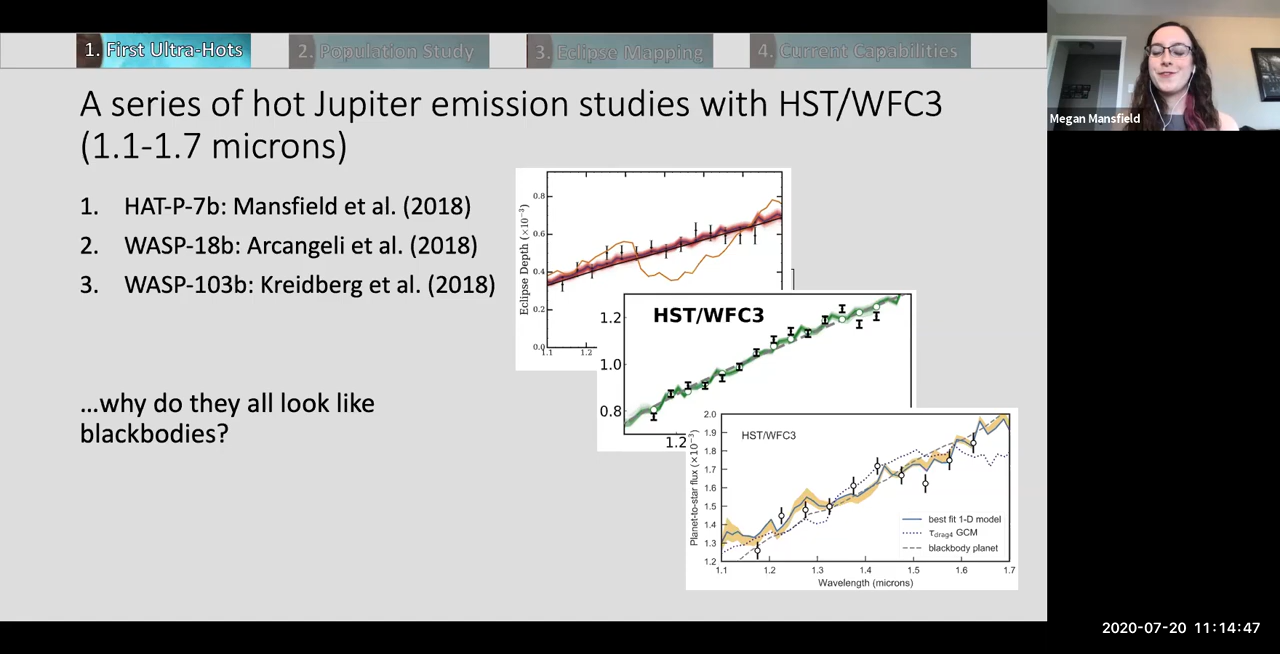 1. First Ultra-Hots
2. Population Study
3. Eclipse Mapping
4. Current Capabilities
A series of hot Jupiter emission studies with HST/WFC3
(1.1-1.7 microns)
1. HAT-P-7b: Mansfield et al. (2018)
2. WASP-18b: Arcangeli et al. (2018)
3. WASP-103b: Kreidberg et al. (2018)
...why do they all look like
blackbodies?
Eclipse Depth (×10⁻³)
0.8
0.6
0.4
0.2
0.0
1.1 1.2
HST/WFC3
1.2
1.0
0.8
1.2
HST/WFC3
Planet-to-star flux (×10⁻³)
2.0
1.9
1.8
1.7
1.6
1.5
1.4
1.3
1.2
best fit 1-D model
τdrag4 GCM
blackbody planet
1.1 1.2 1.3 1.4 1.5 1.6 1.7
Wavelength (microns)
Megan Mansfield
2020-07-20 11:14:47